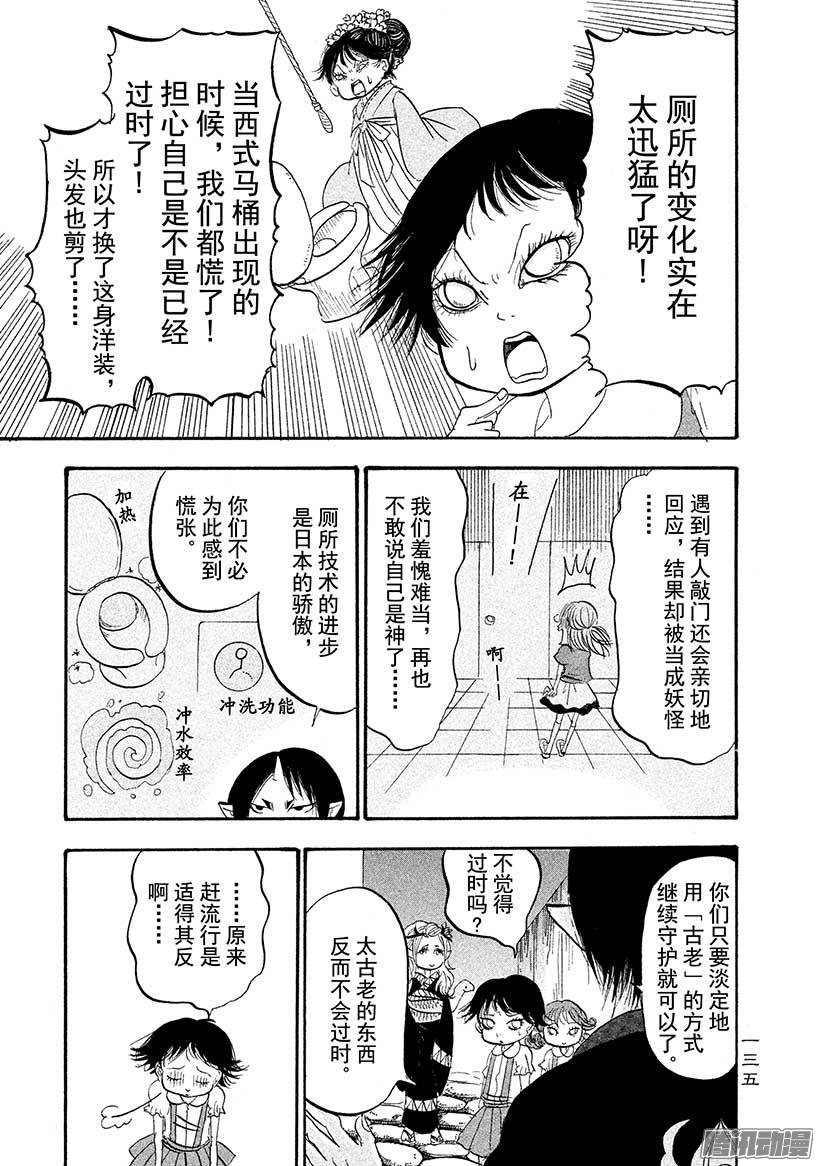 厕所的变化实在
太迅猛了呀！
当西式马桶出现的
时候，我们都慌了！
担心自己是不是已经
过时了！
所以才换了这身洋装，
头发也剪了……
遇到有人敲门还会亲切地
回应，结果却被当成妖怪
……
在——！
啊——
我们羞愧难当，再也
不敢说自己是神了……
厕所技术的进步
是日本的骄傲，
你们不必
为此感到
慌张。
加热
冲洗功能
冲水效率
你们只要淡定地
用「古老」的方式
继续守护就可以了。
不觉得
过时吗？
太古老的东西
反而不会过时。
……原来
赶流行是
适得其反
啊……
一三五
腾讯动漫